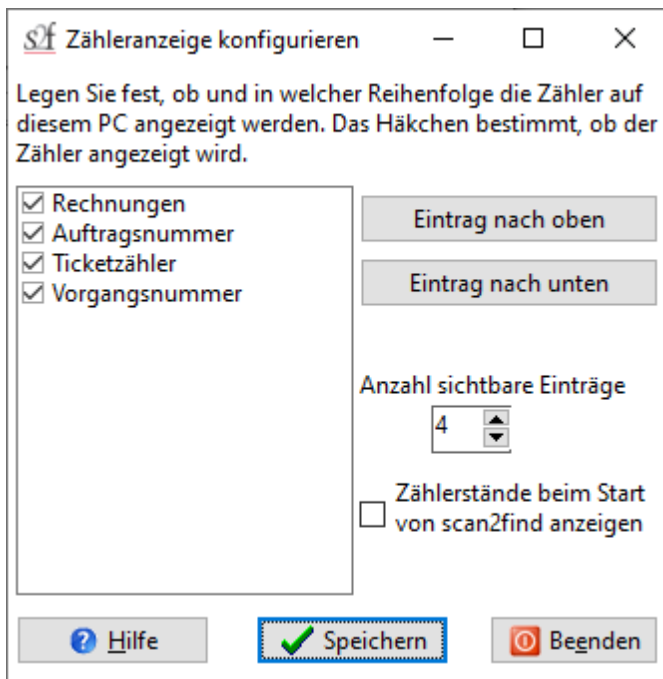 s2f Zähleranzeige konfigurieren
Legen Sie fest, ob und in welcher Reihenfolge die Zähler auf
diesem PC angezeigt werden. Das Häkchen bestimmt, ob der
Zähler angezeigt wird.
Rechnungen
Auftragsnummer
Ticketzähler
Vorgangsnummer
Eintrag nach oben
Eintrag nach unten
Anzahl sichtbare Einträge
4
Zählerstände beim Start
von scan2find anzeigen
Hilfe
Speichern
Beenden